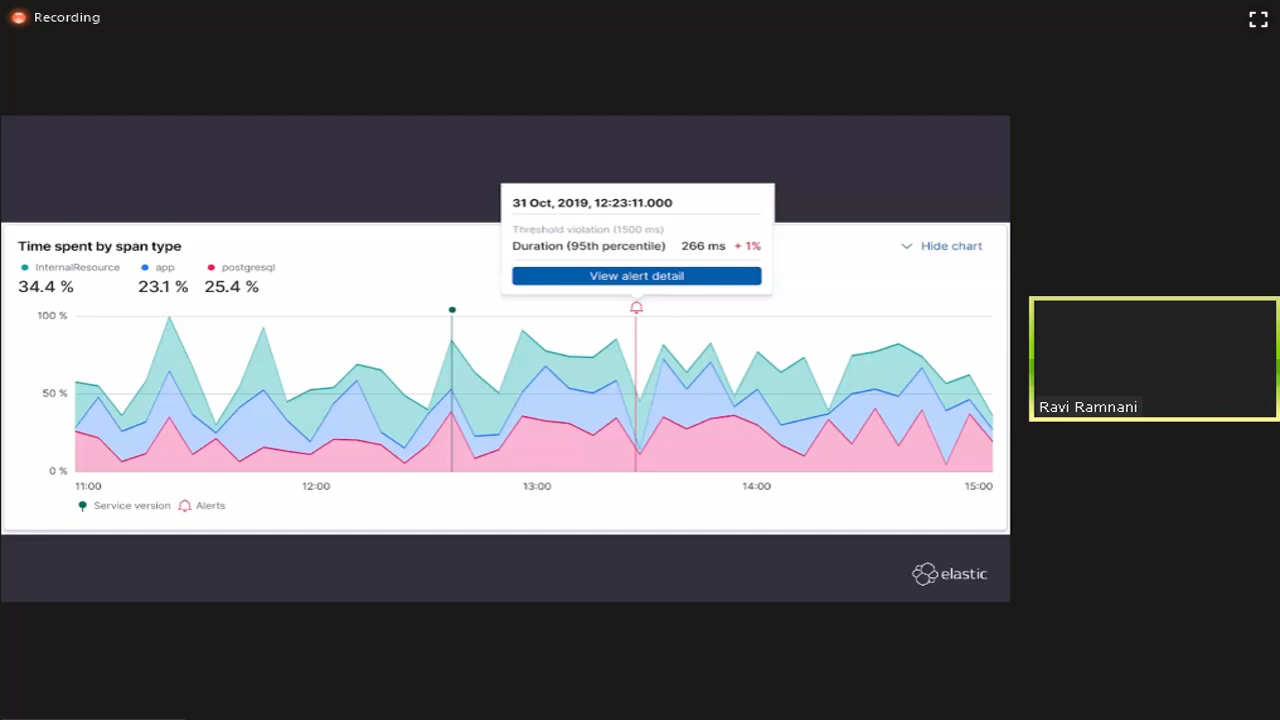 Recording
31 Oct, 2019, 12:23:11.000
Threshold violation (1500 ms)
Duration (95th percentile) 266 ms + 1%
View alert detail
Time spent by span type
Hide chart
InternalResource app postgresql
34.4 % 23.1 % 25.4 %
100 %
50 %
0 %
11:00 12:00 13:00 14:00 15:00
Service version Alerts
elastic
Ravi Ramnani